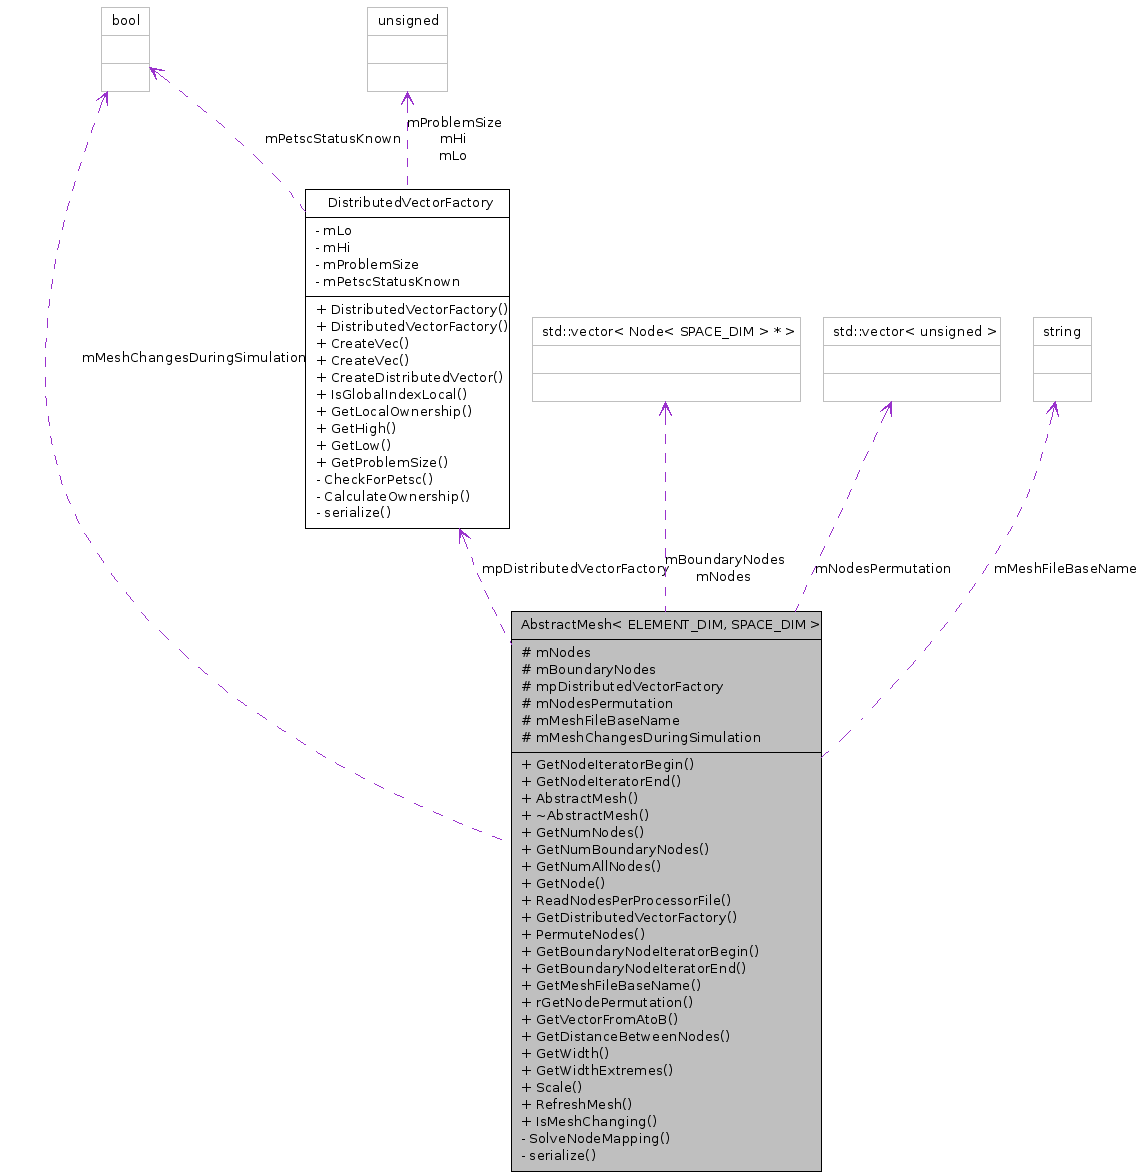 bool
unsigned
mPetscStatusKnown
mProblemSize
mHi
mLo
DistributedVectorFactory
- mLo
- mHi
- mProblemSize
- mPetscStatusKnown
+ DistributedVectorFactory()
+ DistributedVectorFactory()
+ CreateVec()
+ CreateVec()
+ CreateDistributedVector()
+ IsGlobalIndexLocal()
+ GetLocalOwnership()
+ GetHigh()
+ GetLow()
+ GetProblemSize()
- CheckForPetsc()
- CalculateOwnership()
- serialize()
mMeshChangesDuringSimulation
std::vector< Node< SPACE_DIM > * >
std::vector< unsigned >
string
mpDistributedVectorFactory
mBoundaryNodes
mNodes
mNodesPermutation
mMeshFileBaseName
AbstractMesh< ELEMENT_DIM, SPACE_DIM >
# mNodes
# mBoundaryNodes
# mpDistributedVectorFactory
# mNodesPermutation
# mMeshFileBaseName
# mMeshChangesDuringSimulation
+ GetNodeIteratorBegin()
+ GetNodeIteratorEnd()
+ AbstractMesh()
+ ~AbstractMesh()
+ GetNumNodes()
+ GetNumBoundaryNodes()
+ GetNumAllNodes()
+ GetNode()
+ ReadNodesPerProcessorFile()
+ GetDistributedVectorFactory()
+ PermuteNodes()
+ GetBoundaryNodeIteratorBegin()
+ GetBoundaryNodeIteratorEnd()
+ GetMeshFileBaseName()
+ rGetNodePermutation()
+ GetVectorFromAtoB()
+ GetDistanceBetweenNodes()
+ GetWidth()
+ GetWidthExtremes()
+ Scale()
+ RefreshMesh()
+ IsMeshChanging()
- SolveNodeMapping()
- serialize()